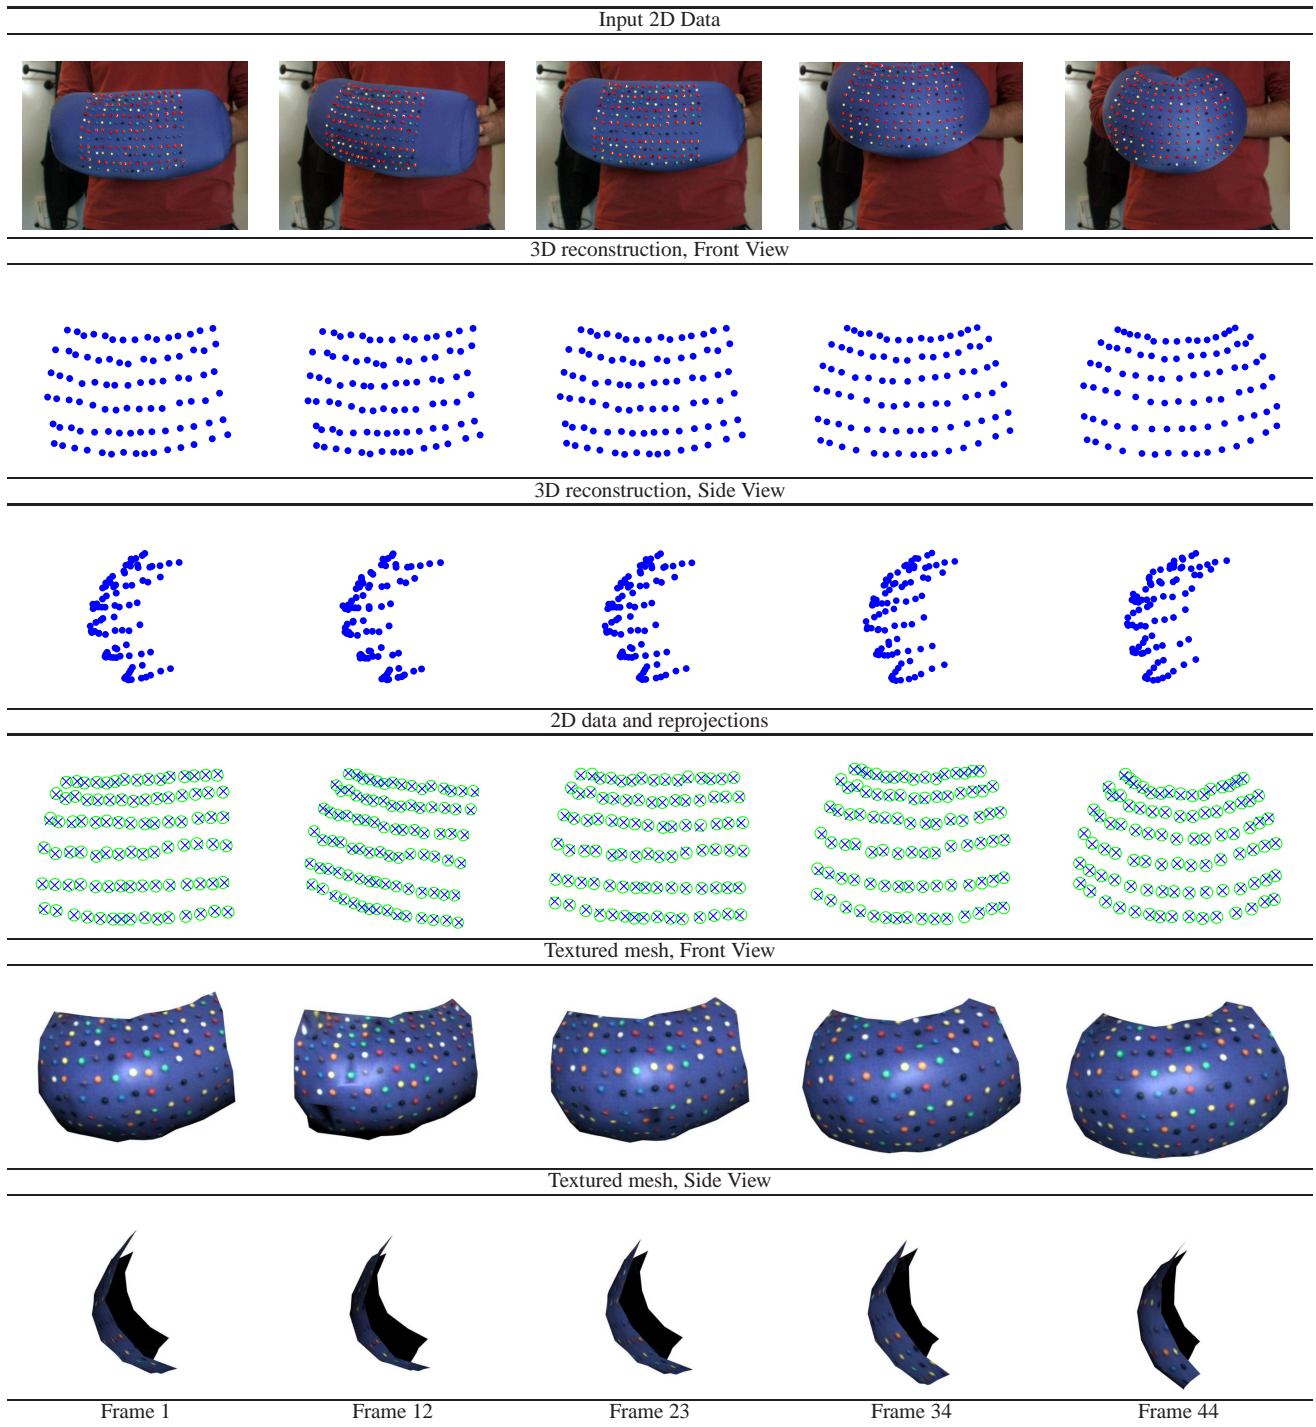 Input 2D Data
3D reconstruction, Front View
3D reconstruction, Side View
2D data and reprojections
Textured mesh, Front View
Textured mesh, Side View
Frame 1 Frame 12 Frame 23 Frame 34 Frame 44